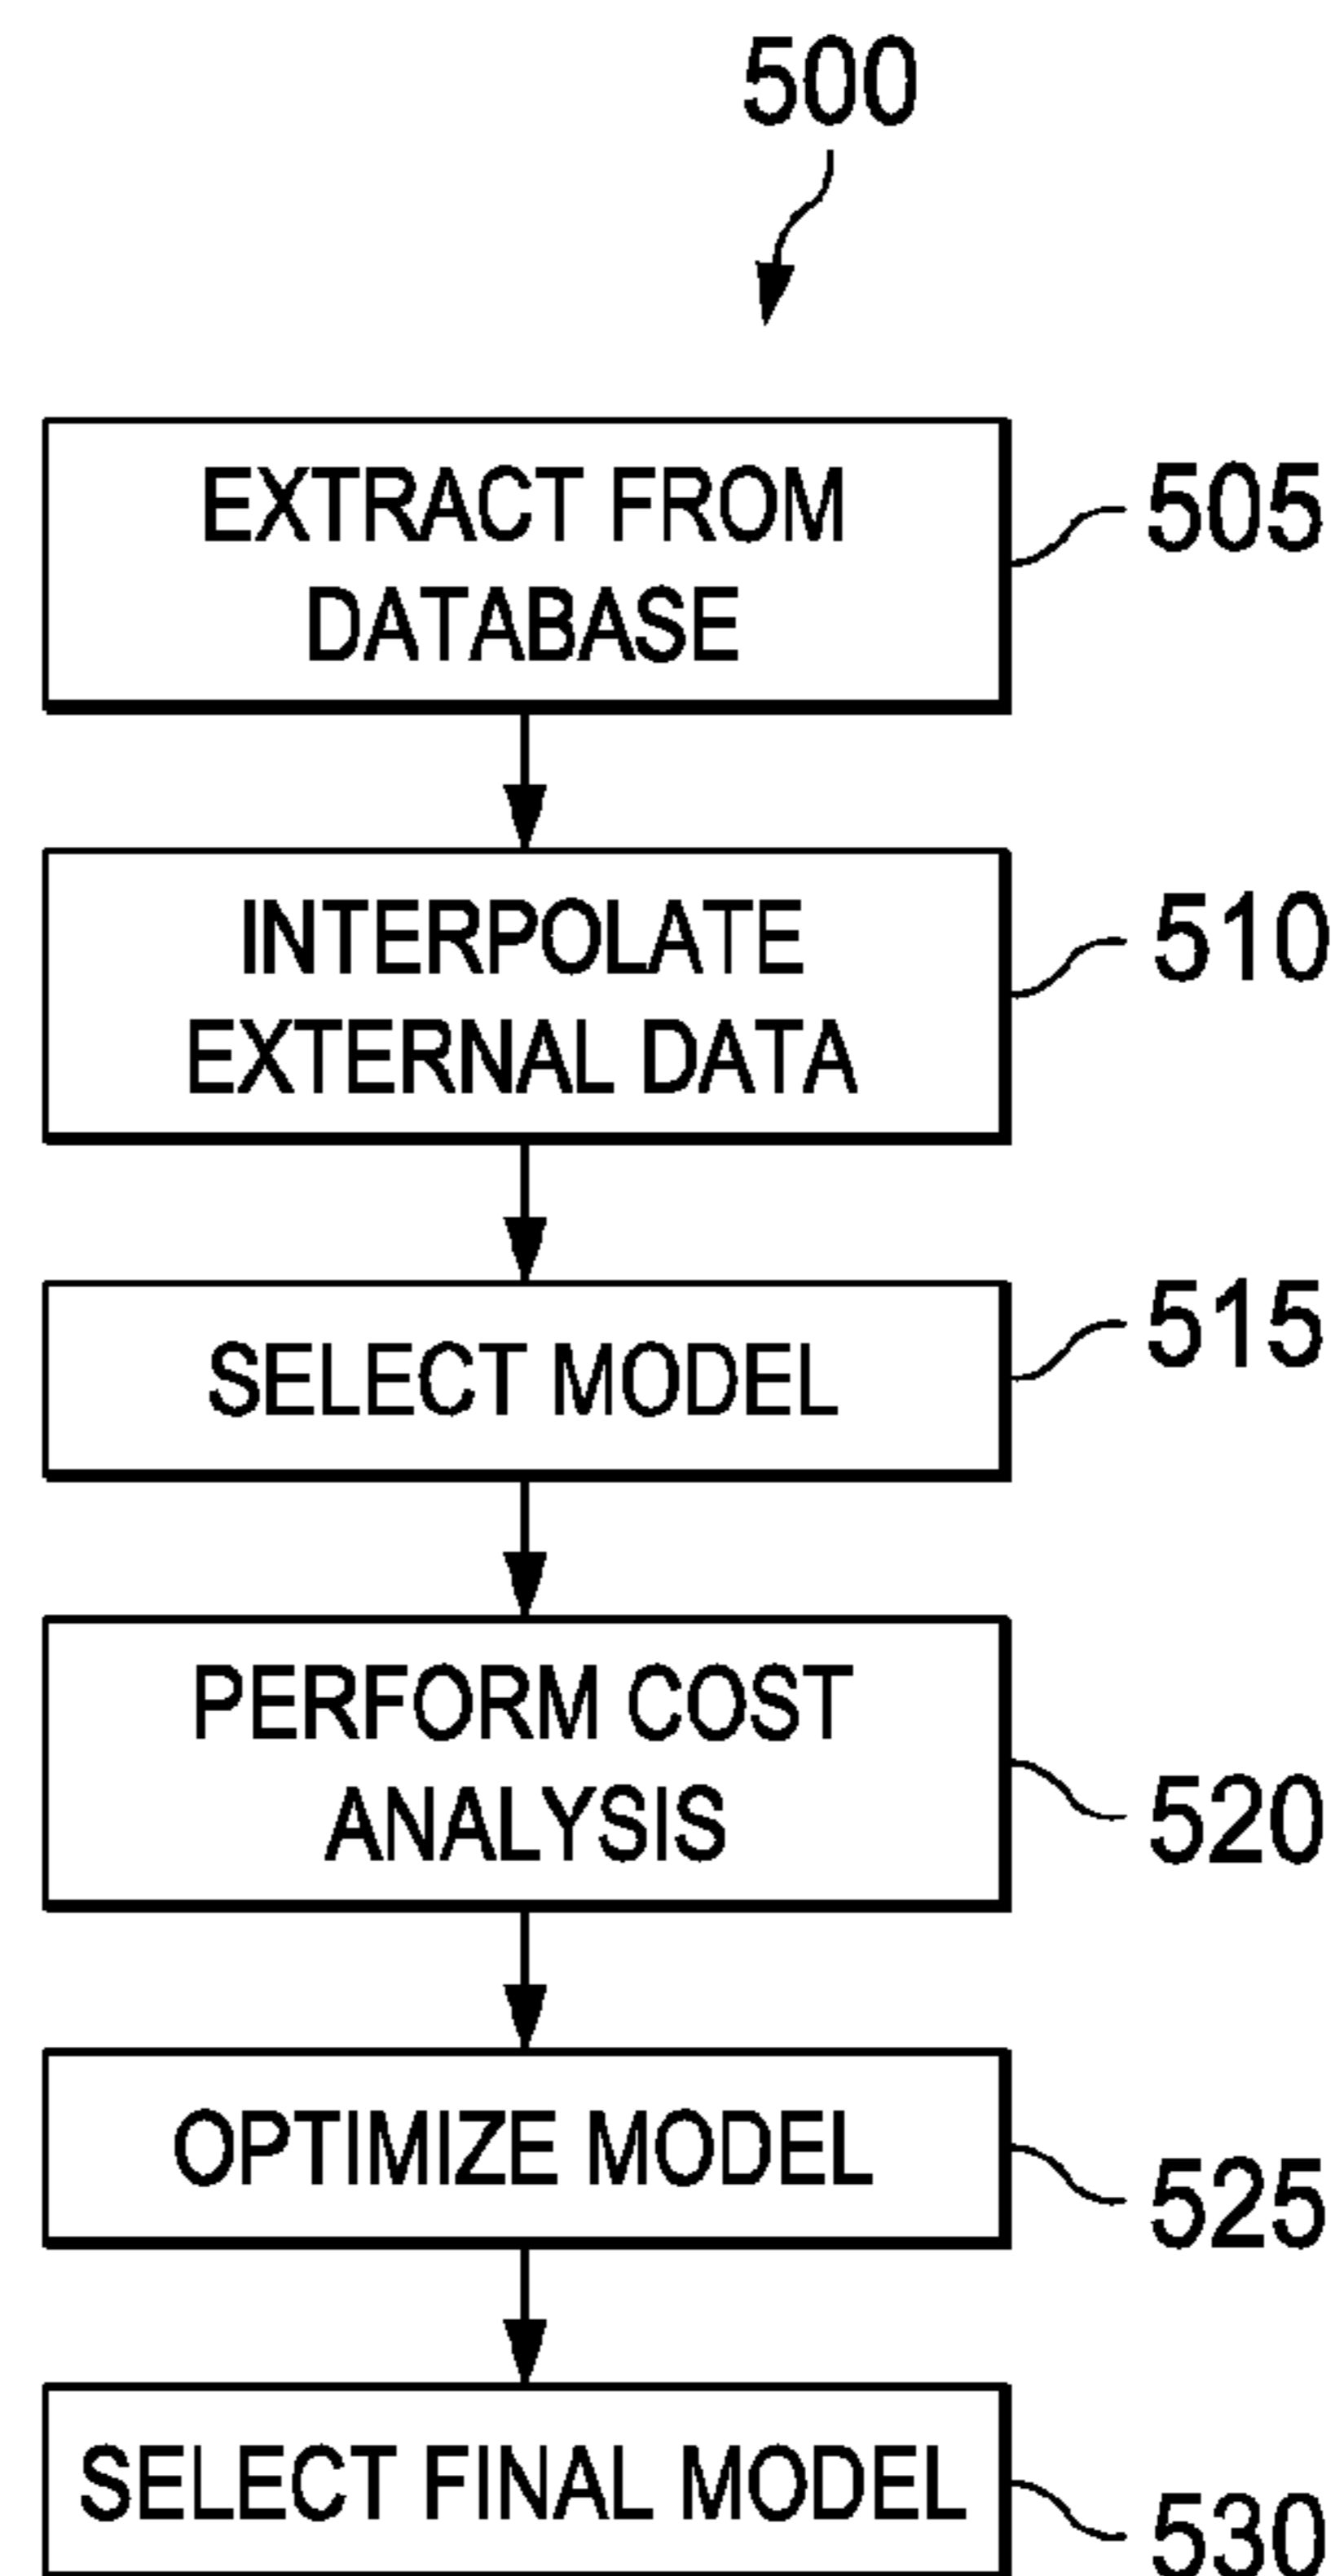 500
EXTRACT FROM
DATABASE
505
INTERPOLATE
EXTERNAL DATA
510
SELECT MODEL
515
PERFORM COST
ANALYSIS
520
OPTIMIZE MODEL
525
SELECT FINAL MODEL
530